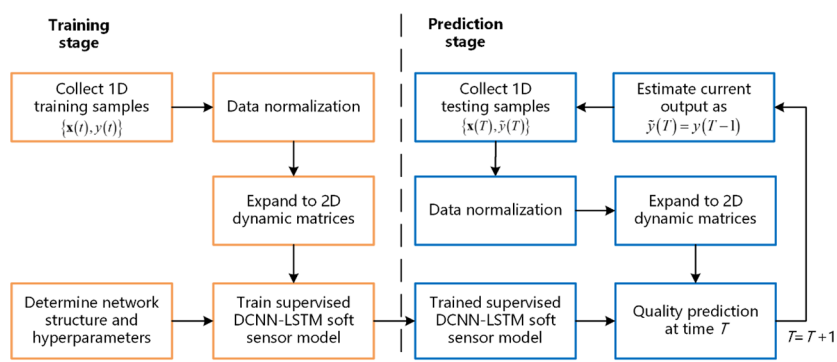 Training
stage
Prediction
stage
Collect 1D
training samples
{x(t), y(t)}
Data normalization
Collect 1D
testing samples
{x(T), ỹ(T)}
Estimate current
output as
ỹ(T) = y(T−1)
Expand to 2D
dynamic matrices
Data normalization
Expand to 2D
dynamic matrices
Determine network
structure and
hyperparameters
Train supervised
DCNN-LSTM soft
sensor model
Trained supervised
DCNN-LSTM soft
sensor model
Quality prediction
at time T
T= T +1